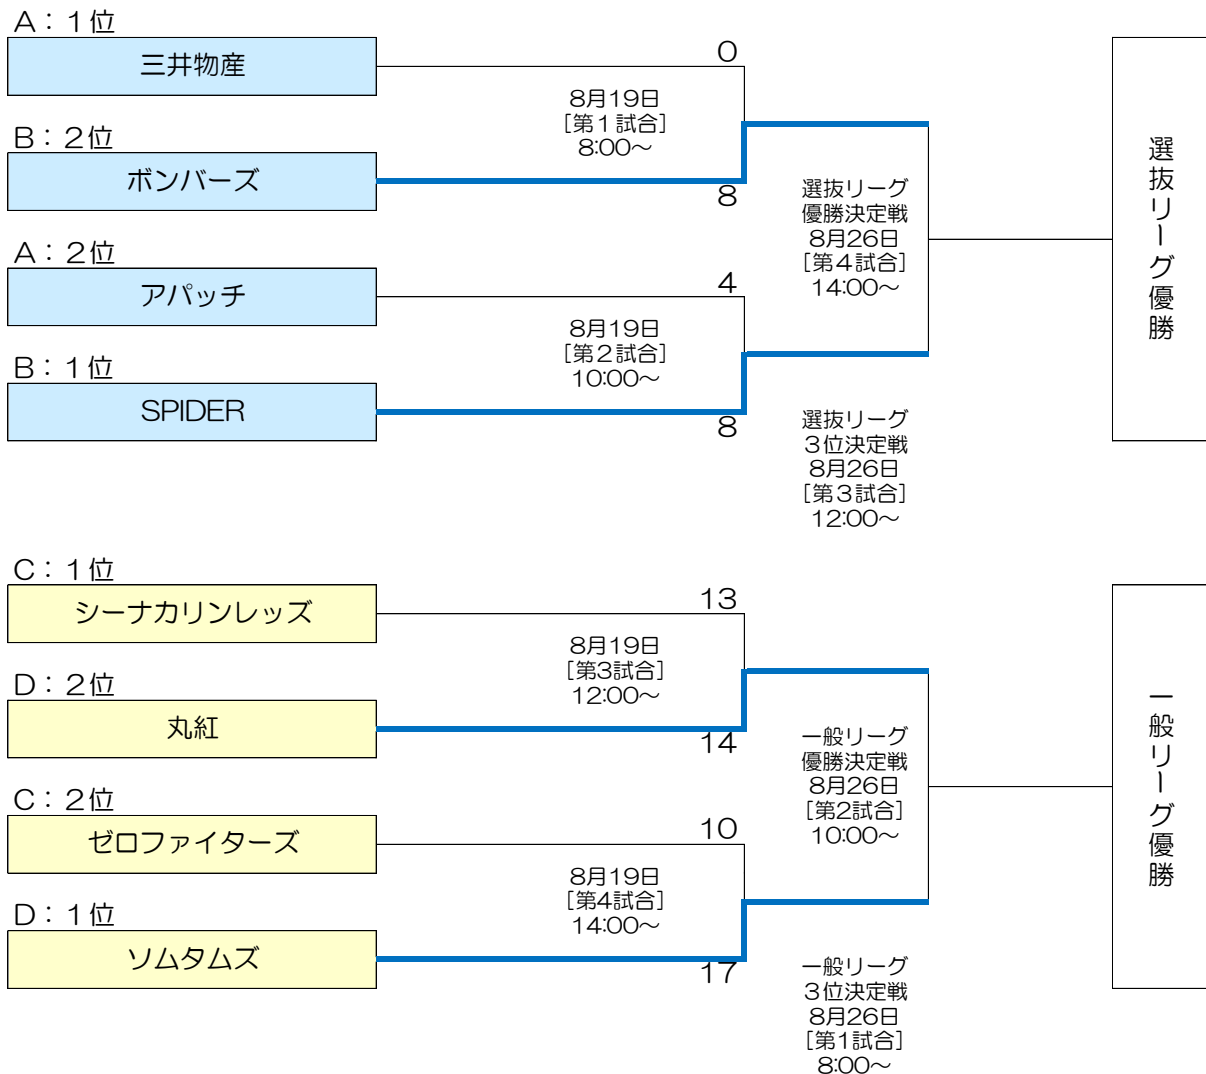 A：1位
三井物産
0
8月19日
［第１試合］
8:00～
B：2位
ボンバーズ
8
A：2位
アパッチ
4
8月19日
［第２試合］
10:00～
B：1位
SPIDER
8
選抜リーグ
優勝決定戦
8月26日
［第４試合］
14:00～
選抜リーグ
３位決定戦
8月26日
［第３試合］
12:00～
選抜リーグ優勝
C：1位
シーナカリンレッズ
13
8月19日
［第3試合］
12:00～
D：2位
丸紅
14
C：2位
ゼロファイターズ
10
8月19日
［第4試合］
14:00～
D：1位
ソムタムズ
17
一般リーグ
優勝決定戦
8月26日
［第2試合］
10:00～
一般リーグ
３位決定戦
8月26日
［第1試合］
8:00～
一般リーグ優勝